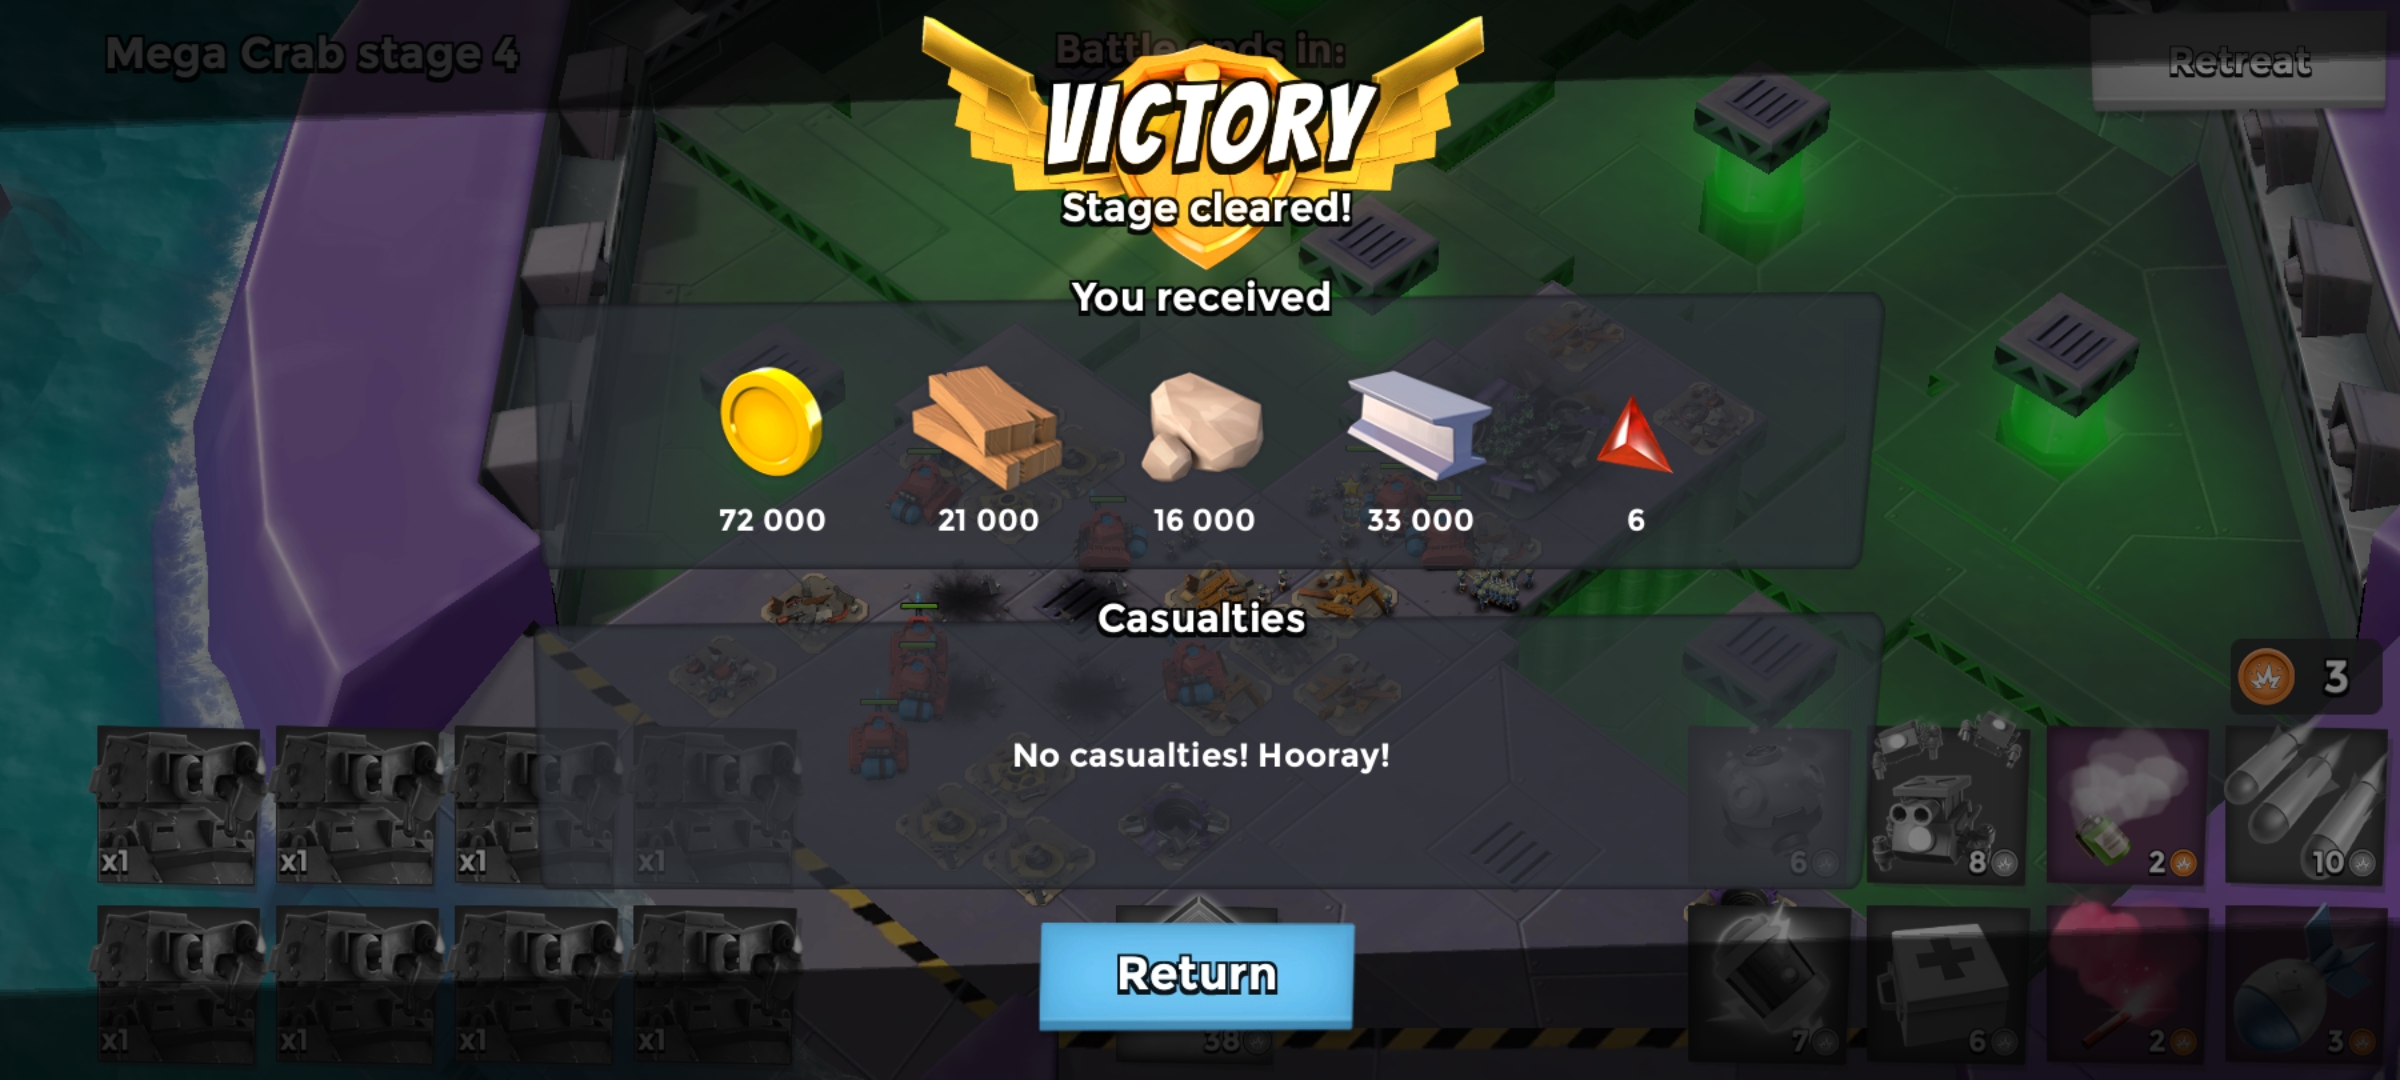 Mega Crab stage 4
Battle ends in:
Retreat
VICTORY
Stage cleared!
You received
72 000
21 000
16 000
33 000
6
Casualties
No casualties! Hooray!
3
x1
x1
x1
x1
6
8
2
10
x1
x1
x1
x1
Return
38
7
6
2
3